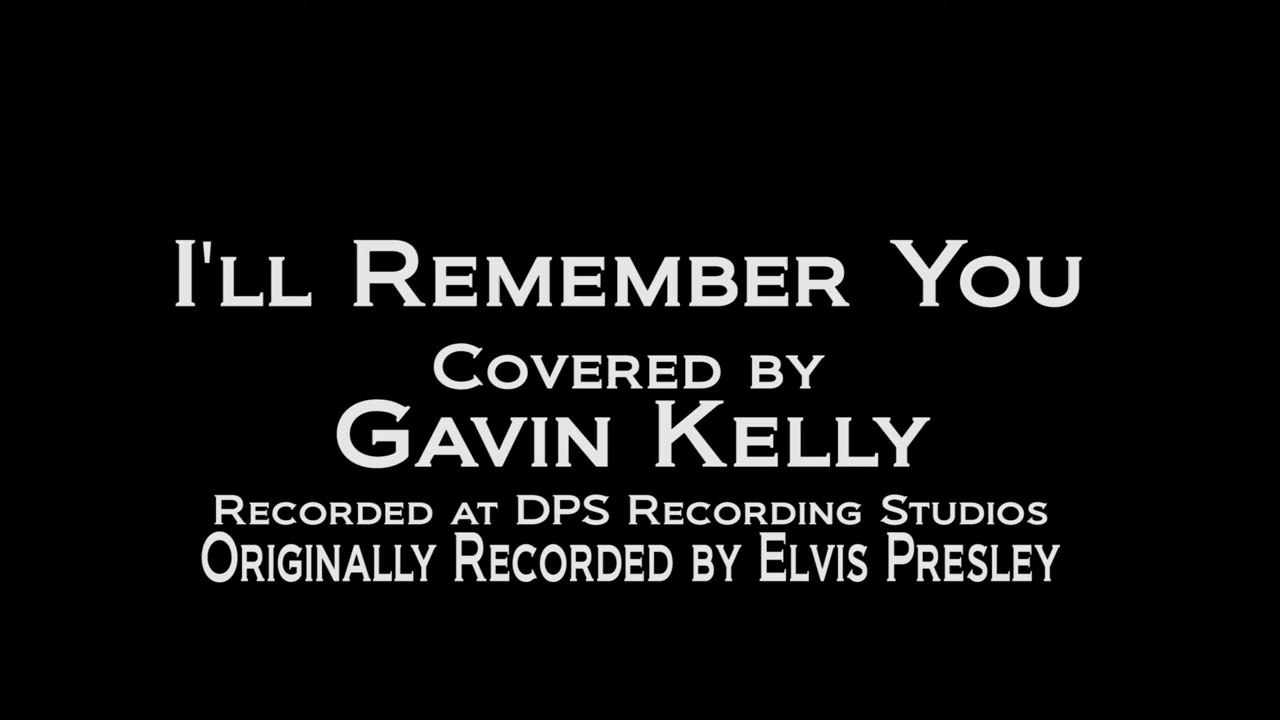 I'll Remember You
Covered by
Gavin Kelly
Recorded at DPS Recording Studios
Originally Recorded by Elvis Presley